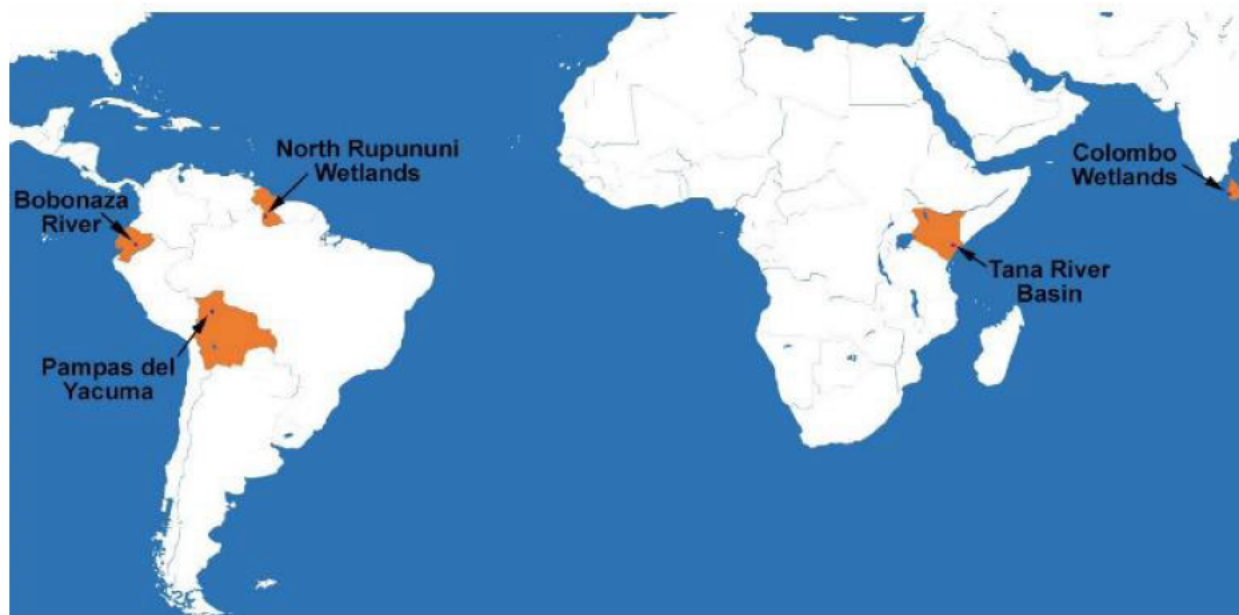 North Rupununi
Wetlands
Bobonaza
River
Pampas del
Yacuma
Colombo
Wetlands
Tana River
Basin